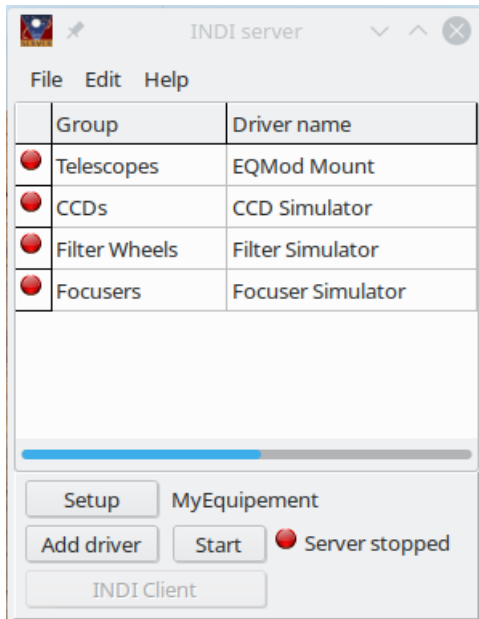 INDI server
File Edit Help
Group Driver name
Telescopes EQMod Mount
CCDs CCD Simulator
Filter Wheels Filter Simulator
Focusers Focuser Simulator
Setup MyEquipement
Add driver Start Server stopped
INDI Client